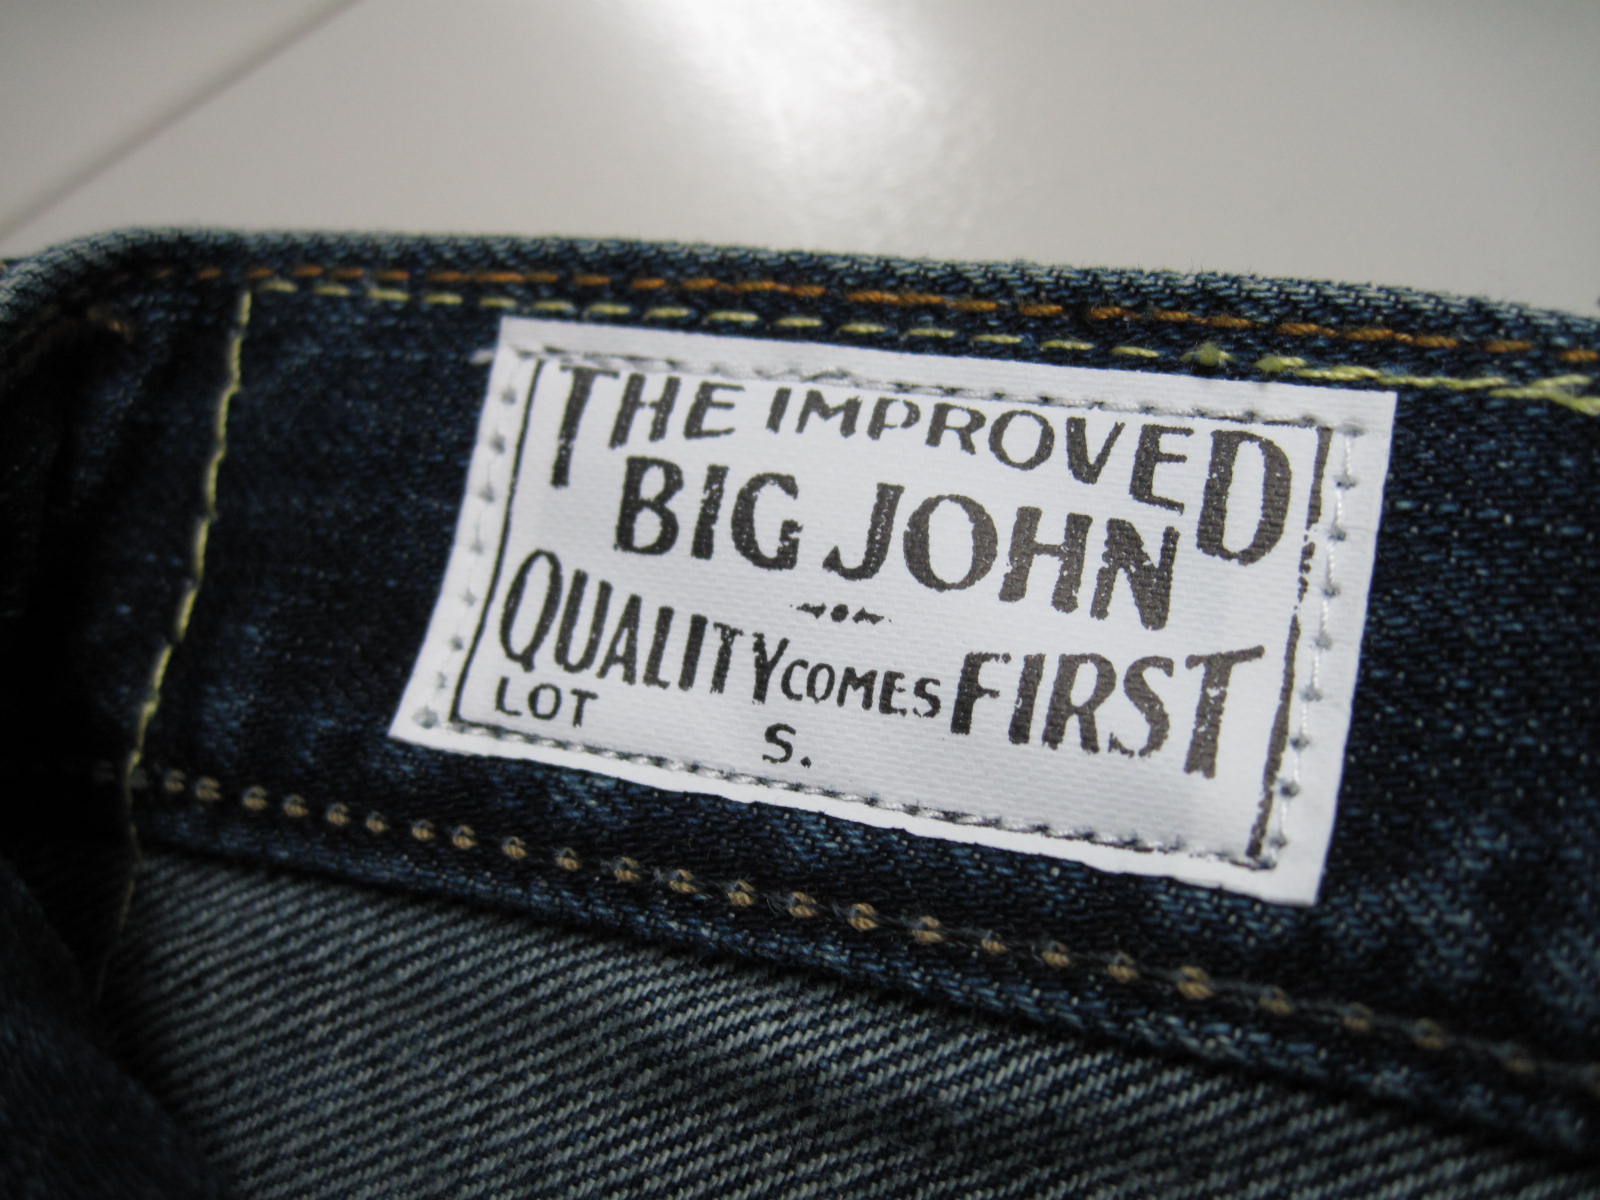 THE IMPROVED
BIG JOHN
QUALITY COMES FIRST
LOT S.